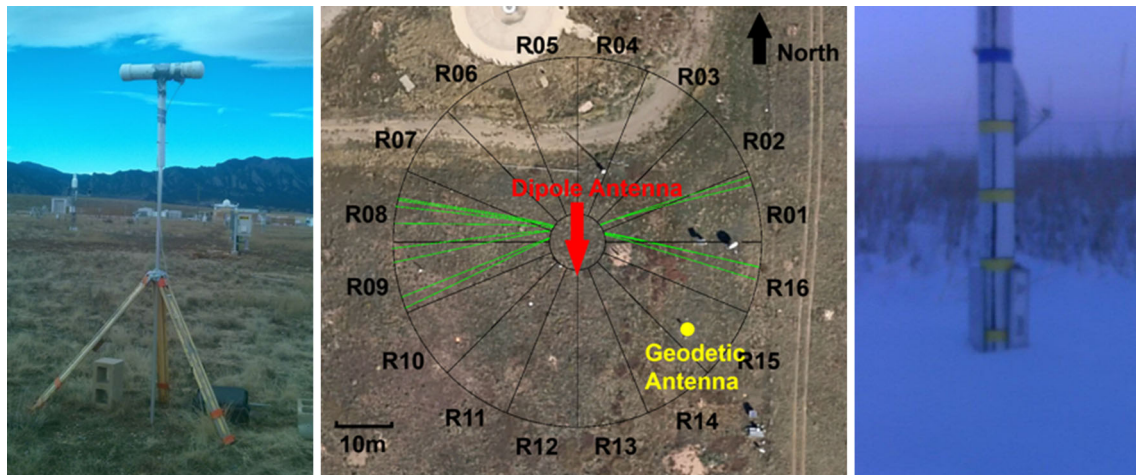 R05
R04
North
R06
R03
R07
R02
Dipole Antenna
R08
R01
R09
R16
Geodetic
Antenna
R10
R15
R11
R14
10m
R12
R13